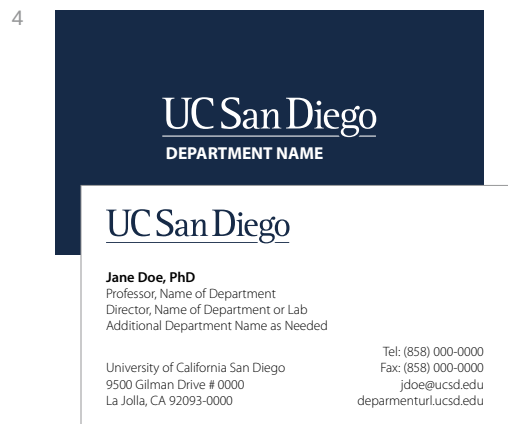 4
UC San Diego
DEPARTMENT NAME
UC San Diego
Jane Doe, PhD
Professor, Name of Department
Director, Name of Department or Lab
Additional Department Name as Needed
University of California San Diego
9500 Gilman Drive # 0000
La Jolla, CA 92093-0000
Tel: (858) 000-0000
Fax: (858) 000-0000
jdoe@ucsd.edu
deparmenturl.ucsd.edu